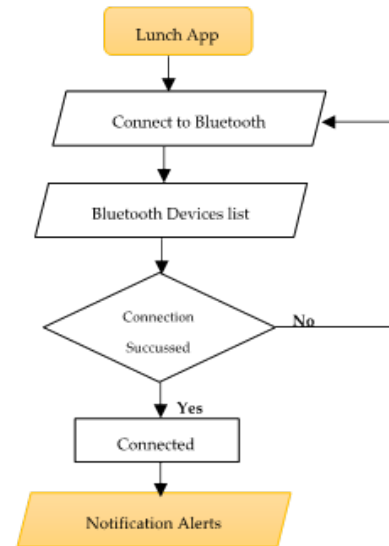 Lunch App
Connect to Bluetooth
Bluetooth Devices list
Connection
Succussed
No
Yes
Connected
Notification Alerts